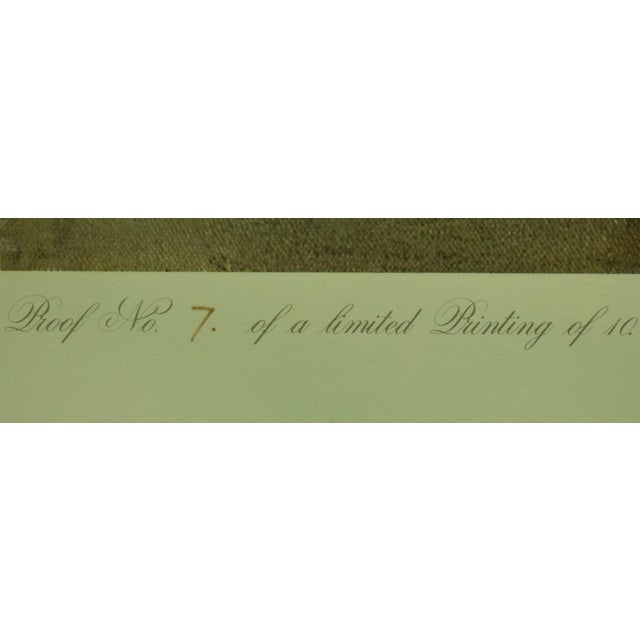 Proof No. 7. of a limited Printing of 10.